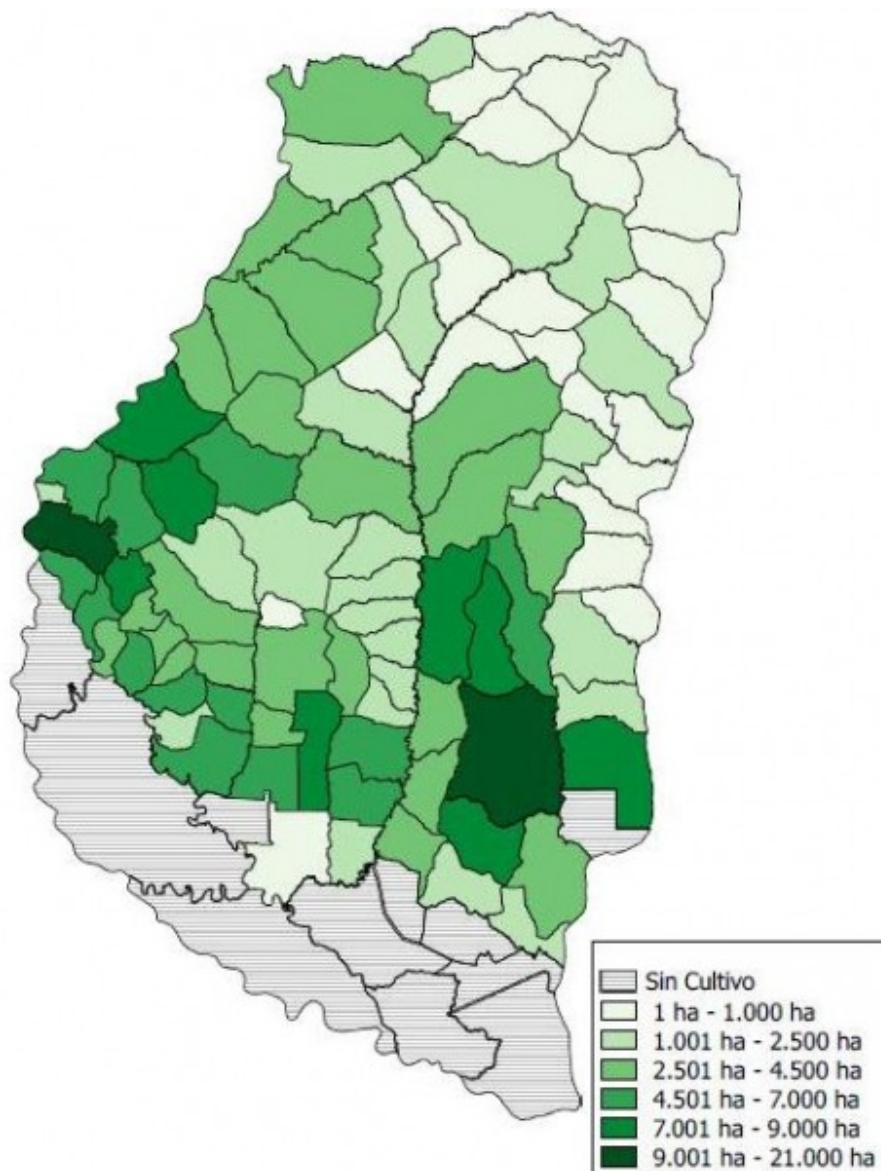 Sin Cultivo
1 ha - 1.000 ha
1.001 ha - 2.500 ha
2.501 ha - 4.500 ha
4.501 ha - 7.000 ha
7.001 ha - 9.000 ha
9.001 ha - 21.000 ha